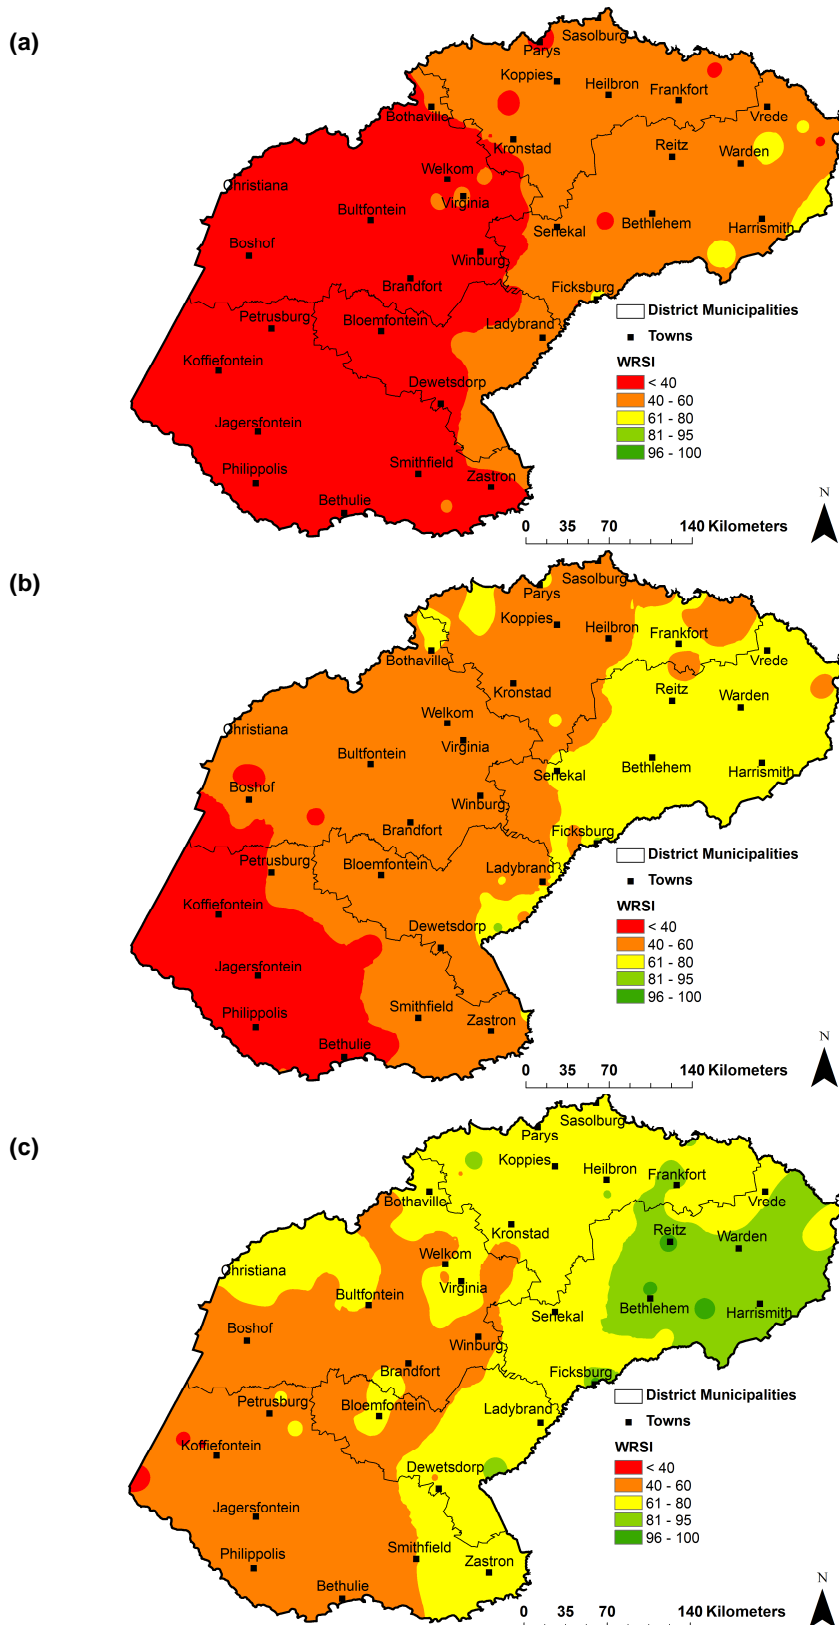 (a)
Sasolburg
Parys
Koppies
Heilbron
Frankfort
Bothaville
Vrede
Kronstad
Reitz
Warden
Welkom
Christiana
Virginia
Bultfontein
Bethlehem
Harrismith
Senekal
Boshof
Winburg
Brandfort
Ficksburg
Petrusburg
Bloemfontein
Ladybrand
District Municipalities
Towns
Koffiefontein
WRSI
Dewetsdorp
< 40
40 - 60
Jagersfontein
61 - 80
81 - 95
Philippolis
Smithfield
Zastron
96 - 100
Bethulie
N
0 35 70 140 Kilometers
(b)
Sasolburg
Parys
Koppies
Heilbron
Frankfort
Bothaville
Vrede
Kronstad
Reitz
Warden
Welkom
Christiana
Virginia
Bultfontein
Bethlehem
Harrismith
Senekal
Boshof
Winburg
Brandfort
Ficksburg
Petrusburg
Bloemfontein
Ladybrand
District Municipalities
Towns
Koffiefontein
WRSI
Dewetsdorp
< 40
40 - 60
Jagersfontein
61 - 80
81 - 95
Philippolis
Smithfield
Zastron
96 - 100
Bethulie
N
0 35 70 140 Kilometers
(c)
Sasolburg
Parys
Koppies
Heilbron
Frankfort
Bothaville
Vrede
Kronstad
Reitz
Warden
Welkom
Christiana
Virginia
Bultfontein
Bethlehem
Harrismith
Senekal
Boshof
Winburg
Brandfort
Ficksburg
Petrusburg
Bloemfontein
Ladybrand
District Municipalities
Towns
Koffiefontein
WRSI
Dewetsdorp
< 40
40 - 60
Jagersfontein
61 - 80
81 - 95
Philippolis
Smithfield
Zastron
96 - 100
Bethulie
N
0 35 70 140 Kilometers